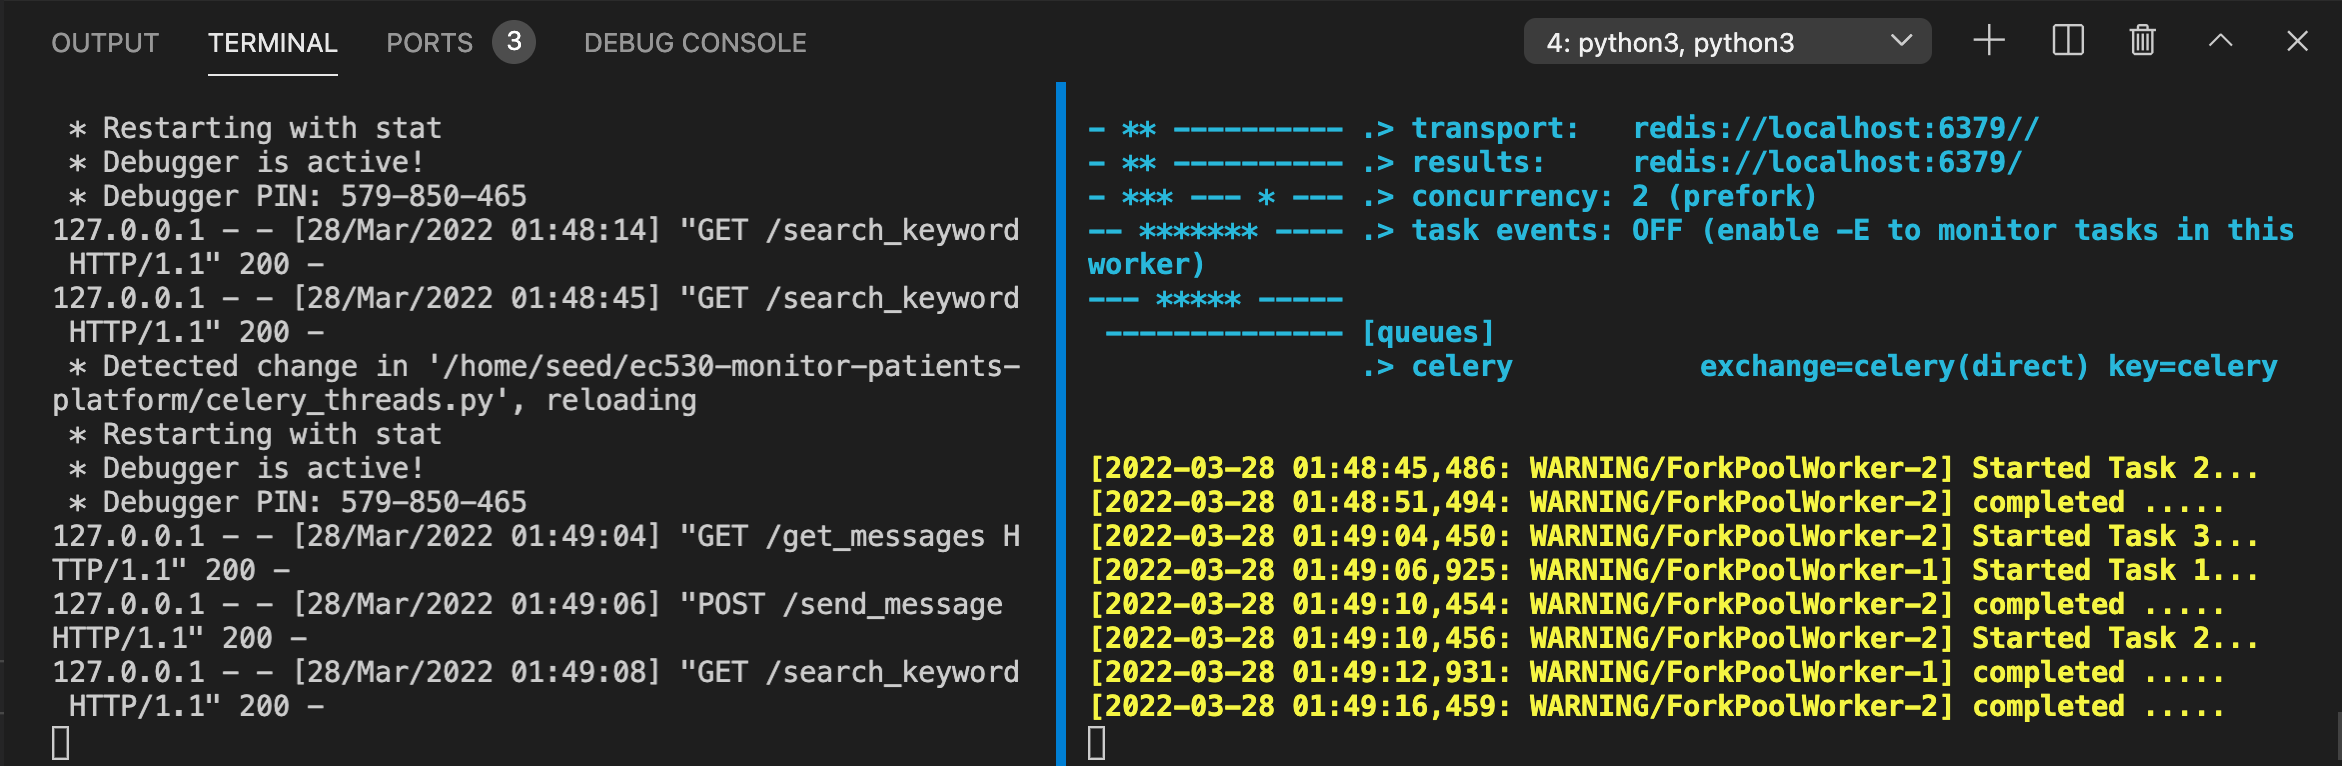 OUTPUT TERMINAL PORTS 3 DEBUG CONSOLE 4: python3, python3
 * Restarting with stat
 * Debugger is active!
 * Debugger PIN: 579-850-465
127.0.0.1 - - [28/Mar/2022 01:48:14] "GET /search_keyword
 HTTP/1.1" 200 -
127.0.0.1 - - [28/Mar/2022 01:48:45] "GET /search_keyword
 HTTP/1.1" 200 -
 * Detected change in '/home/seed/ec530-monitor-patients-
platform/celery_threads.py', reloading
 * Restarting with stat
 * Debugger is active!
 * Debugger PIN: 579-850-465
127.0.0.1 - - [28/Mar/2022 01:49:04] "GET /get_messages H
TTP/1.1" 200 -
127.0.0.1 - - [28/Mar/2022 01:49:06] "POST /send_message
HTTP/1.1" 200 -
127.0.0.1 - - [28/Mar/2022 01:49:08] "GET /search_keyword
 HTTP/1.1" 200 -
- ** ---------- .> transport:   redis://localhost:6379//
- ** ---------- .> results:     redis://localhost:6379/
- *** --- * --- .> concurrency: 2 (prefork)
-- ******* ---- .> task events: OFF (enable -E to monitor tasks in this
worker)
--- ***** -----
 -------------- [queues]
                .> celery           exchange=celery(direct) key=celery
[2022-03-28 01:48:45,486: WARNING/ForkPoolWorker-2] Started Task 2...
[2022-03-28 01:48:51,494: WARNING/ForkPoolWorker-2] completed .....
[2022-03-28 01:49:04,450: WARNING/ForkPoolWorker-2] Started Task 3...
[2022-03-28 01:49:06,925: WARNING/ForkPoolWorker-1] Started Task 1...
[2022-03-28 01:49:10,454: WARNING/ForkPoolWorker-2] completed .....
[2022-03-28 01:49:10,456: WARNING/ForkPoolWorker-2] Started Task 2...
[2022-03-28 01:49:12,931: WARNING/ForkPoolWorker-1] completed .....
[2022-03-28 01:49:16,459: WARNING/ForkPoolWorker-2] completed .....